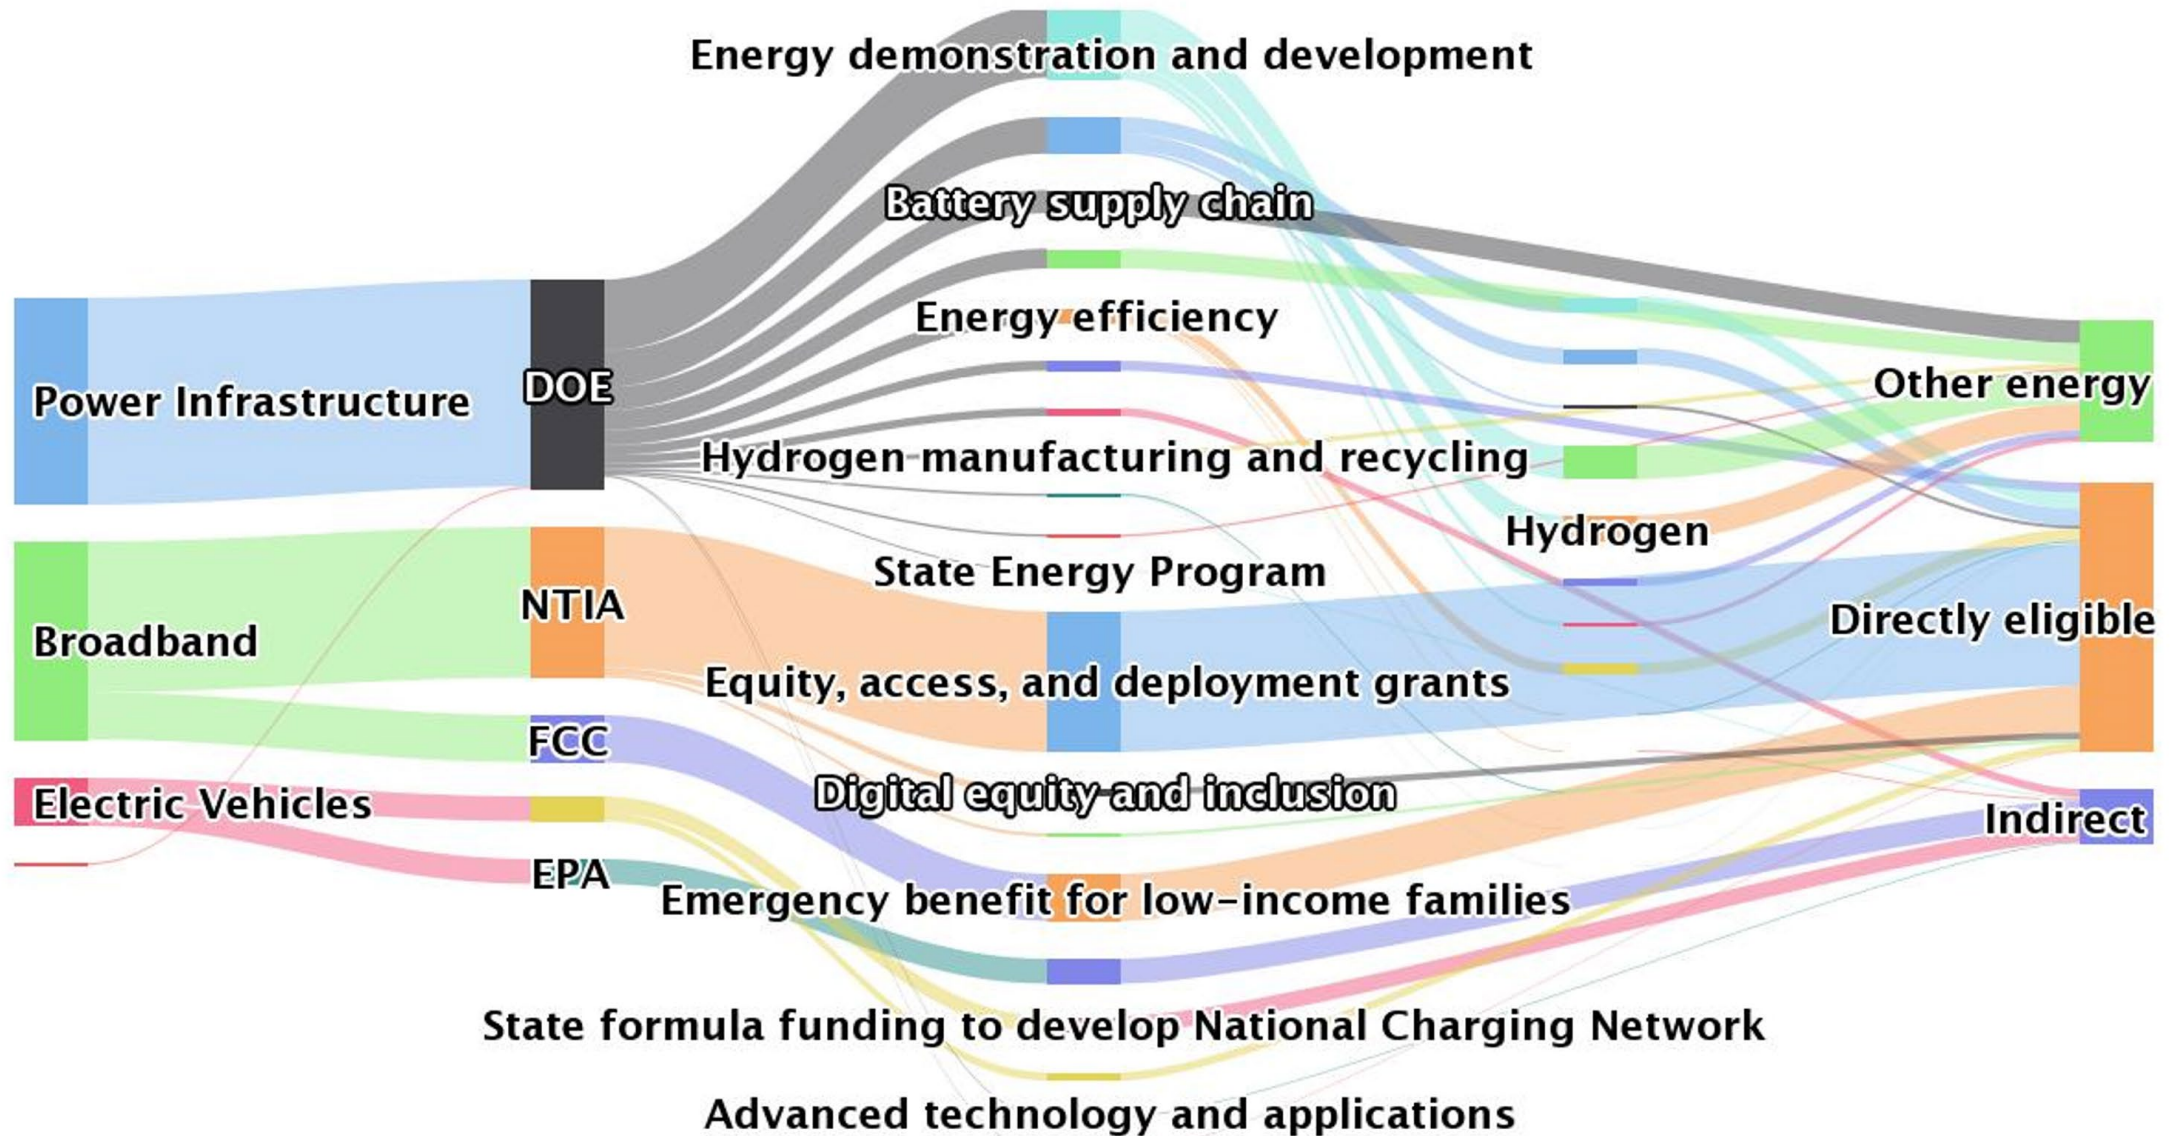 Power Infrastructure
Broadband
Electric Vehicles
DOE
NTIA
FCC
EPA
Energy demonstration and development
Battery supply chain
Energy efficiency
Hydrogen manufacturing and recycling
State Energy Program
Equity, access, and deployment grants
Digital equity and inclusion
Emergency benefit for low-income families
State formula funding to develop National Charging Network
Advanced technology and applications
Hydrogen
Other energy
Directly eligible
Indirect